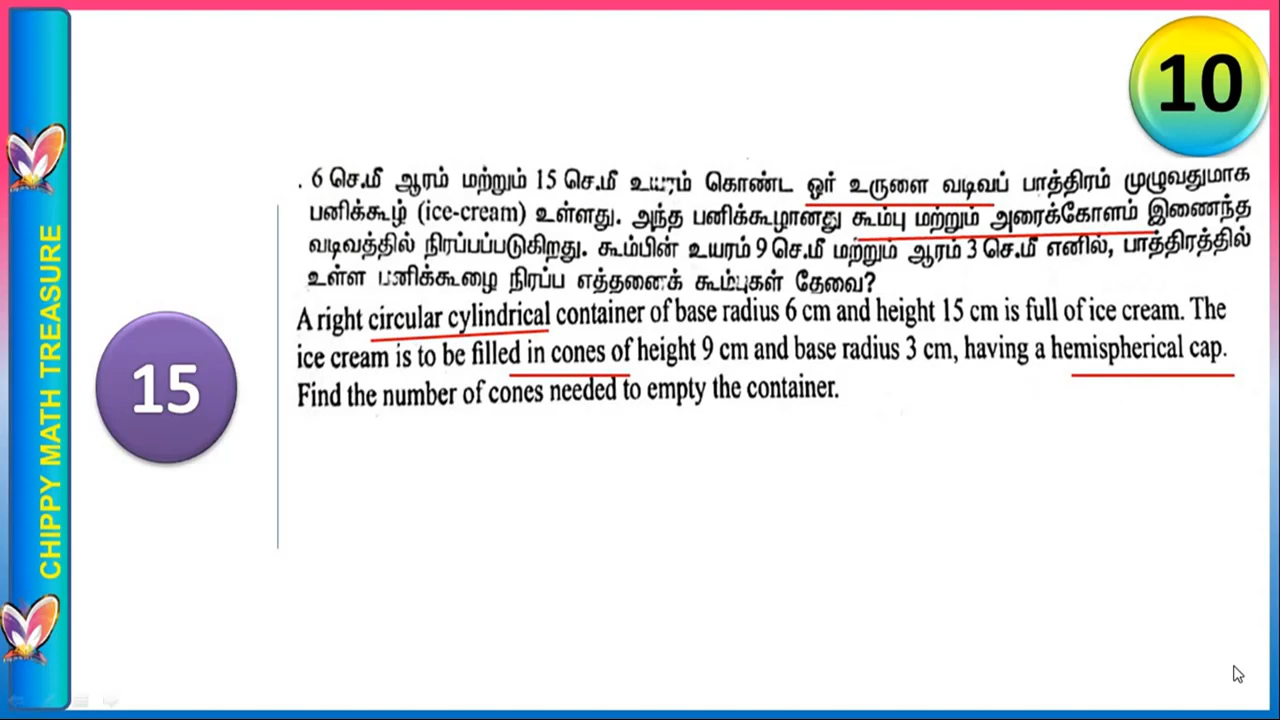 10
. 6 செ.மீ ஆரம் மற்றும் 15 செ.மீ உயரம் கொண்ட ஓர் உருளை வடிவப் பாத்திரம் முழுவதுமாக
பனிக்கூழ் (ice-cream) உள்ளது. அந்த பனிக்கூழானது கூம்பு மற்றும் அரைக்கோளம் இணைந்த
வடிவத்தில் நிரப்பப்படுகிறது. கூம்பின் உயரம் 9 செ.மீ மற்றும் ஆரம் 3 செ.மீ எனில், பாத்திரத்தில்
உள்ள பனிக்கூழை நிரப்ப எத்தனைக் கூம்புகள் தேவை?
A right circular cylindrical container of base radius 6 cm and height 15 cm is full of ice cream. The
ice cream is to be filled in cones of height 9 cm and base radius 3 cm, having a hemispherical cap.
Find the number of cones needed to empty the container.
15
CHIPPY MATH TREASURE